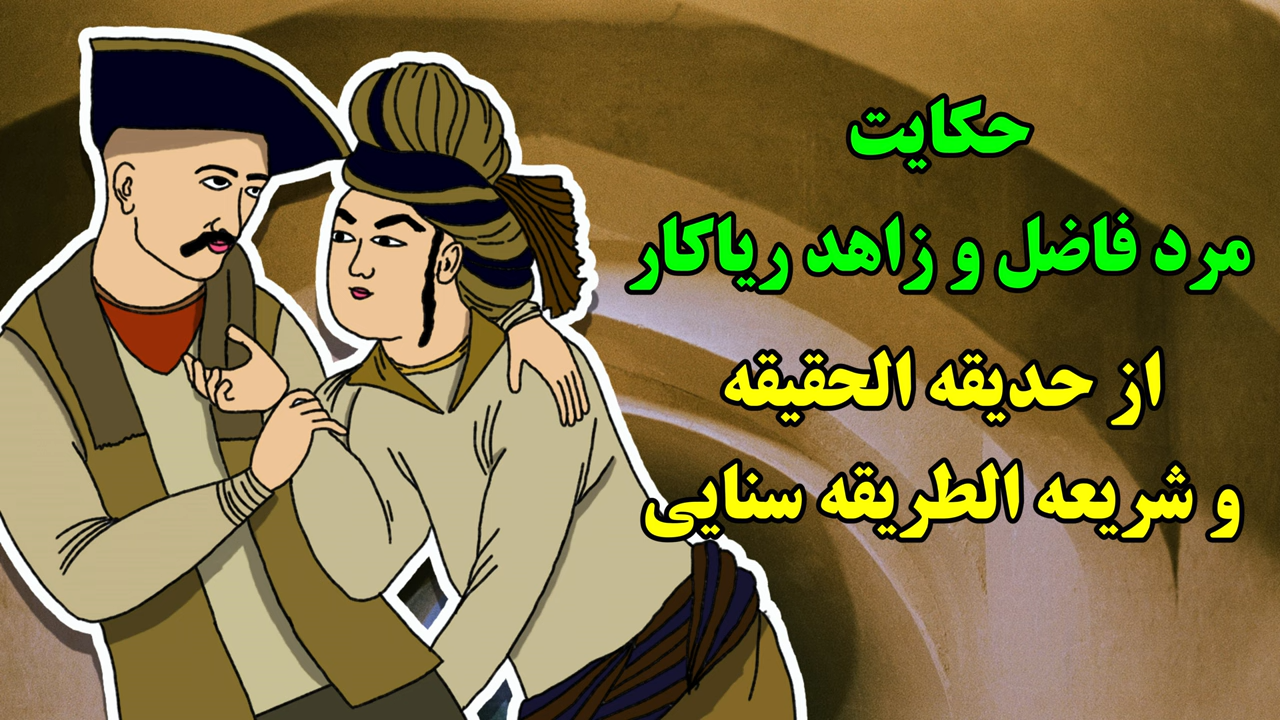 حکایت
مرد فاضل و زاهد ریاکار
از حدیقه الحقیقه
و شریعه الطریقه سنایی